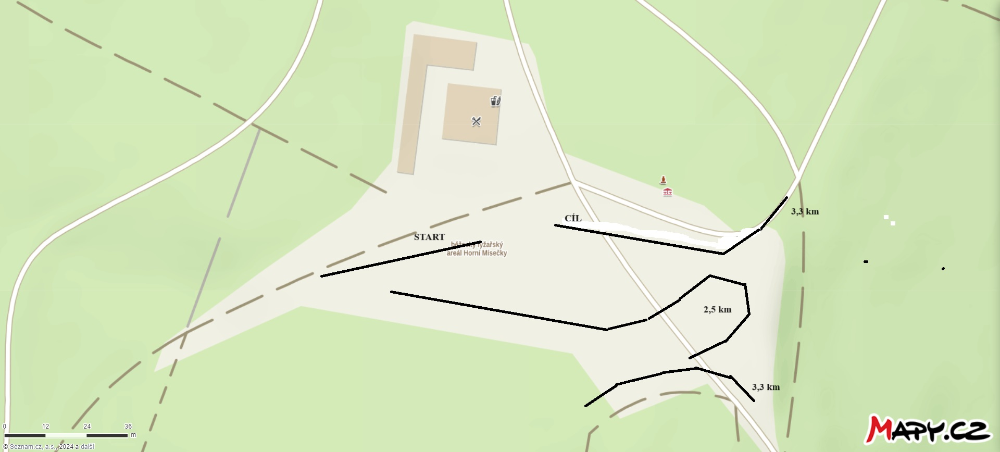 CÍL
3,3 km
START
běžecký lyžařský
areál Horní Mísečky
2,5 km
3,3 km
0 12 24 36 m
© Seznam.cz, a.s., 2024 a další
MAPY.CZ